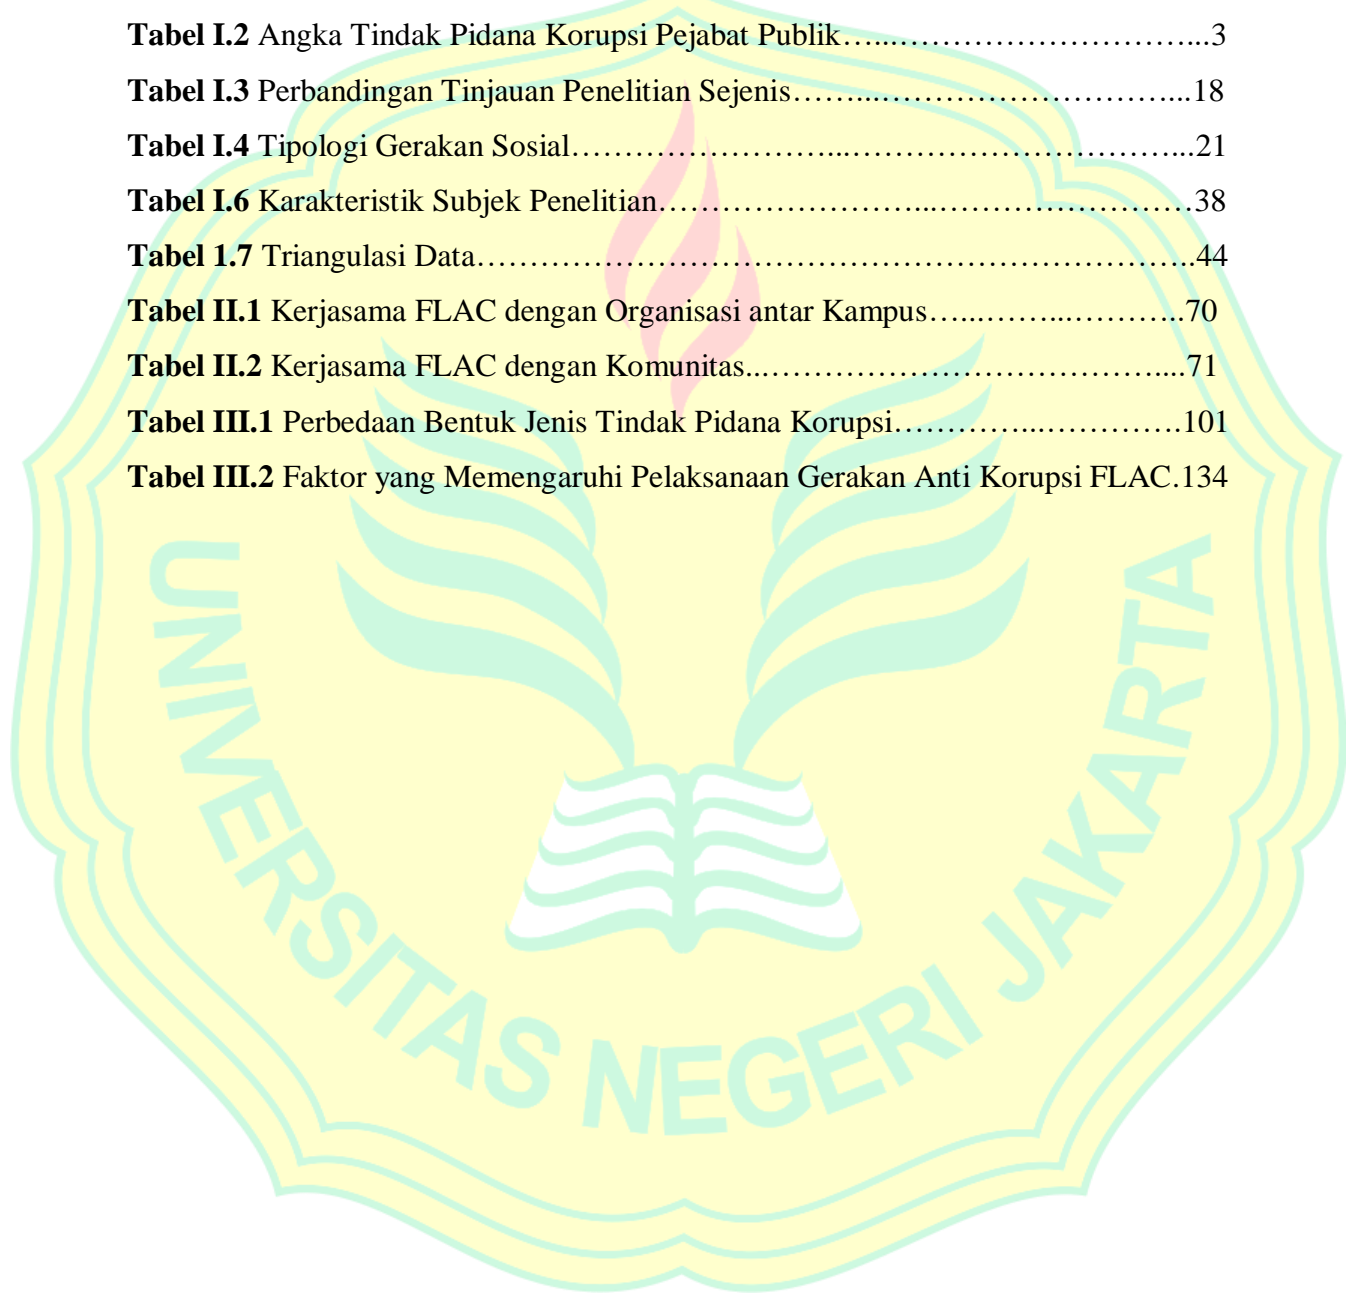 Tabel I.2 Angka Tindak Pidana Korupsi Pejabat Publik…...………………………...3
Tabel I.3 Perbandingan Tinjauan Penelitian Sejenis……...………………………...18
Tabel I.4 Tipologi Gerakan Sosial……………………...…………………………...21
Tabel I.6 Karakteristik Subjek Penelitian……………………...……………………38
Tabel 1.7 Triangulasi Data………………………………………………………….44
Tabel II.1 Kerjasama FLAC dengan Organisasi antar Kampus…...……...………..70
Tabel II.2 Kerjasama FLAC dengan Komunitas...………………………………....71
Tabel III.1 Perbedaan Bentuk Jenis Tindak Pidana Korupsi…………...………….101
Tabel III.2 Faktor yang Memengaruhi Pelaksanaan Gerakan Anti Korupsi FLAC.134
UNIVERSITAS NEGERI JAKARTA